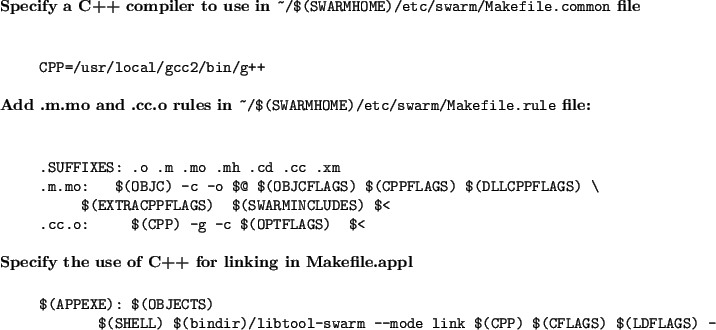 Specify a C++ compiler to use in ~/$(SWARMHOME)/etc/swarm/Makefile.common file
CPP=/usr/local/gcc2/bin/g++
Add .m.mo and .cc.o rules in ~/$(SWARMHOME)/etc/swarm/Makefile.rule file:
.SUFFIXES: .o .m .mo .mh .cd .cc .xm
.m.mo:   $(OBJC) -c -o $@ $(OBJCFLAGS) $(CPPFLAGS) $(DLLCPPFLAGS) \
$(EXTRACPPFLAGS)  $(SWARMINCLUDES) $<
.cc.o:     $(CPP) -g -c $(OPTFLAGS)  $<
Specify the use of C++ for linking in Makefile.appl
$(APPEXE): $(OBJECTS)
$(SHELL) $(bindir)/libtool-swarm --mode link $(CPP) $(CFLAGS) $(LDFLAGS) -